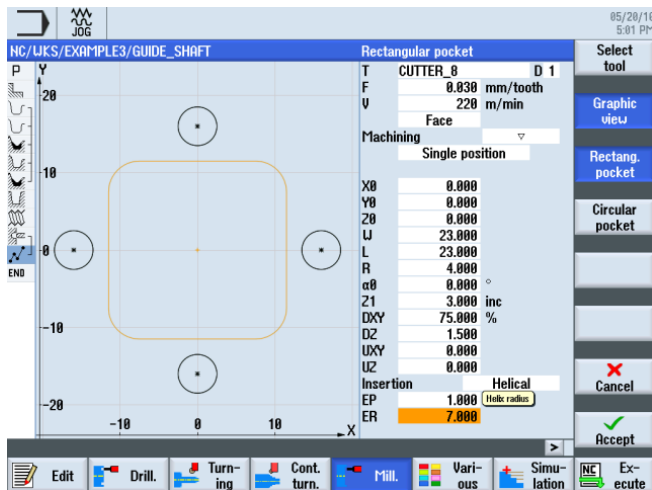 JOG
05/20/10
5:01 PM
NC/WKS/EXAMPLE3/GUIDE_SHAFT
Rectangular pocket
Select
tool
P
Y
T CUTTER_8 D 1
F 0.030 mm/tooth
V 220 m/min
Face
Machining ▽
Single position
X0 0.000
Y0 0.000
Z0 0.000
W 23.000
L 23.000
R 4.000
α0 0.000 °
Z1 3.000 inc
DXY 75.000 %
DZ 1.500
UXY 0.000
UZ 0.000
Insertion Helical
EP 1.000 Helix radius
ER 7.000
20
10
0
-10
-20
-10 0 10 X
END
Graphic
view
Rectang.
pocket
Circular
pocket
Cancel
Accept
>
Edit
Drill.
Turn-
ing
Cont.
turn.
Mill.
Vari-
ous
Simu-
lation
NC Ex-
ecute